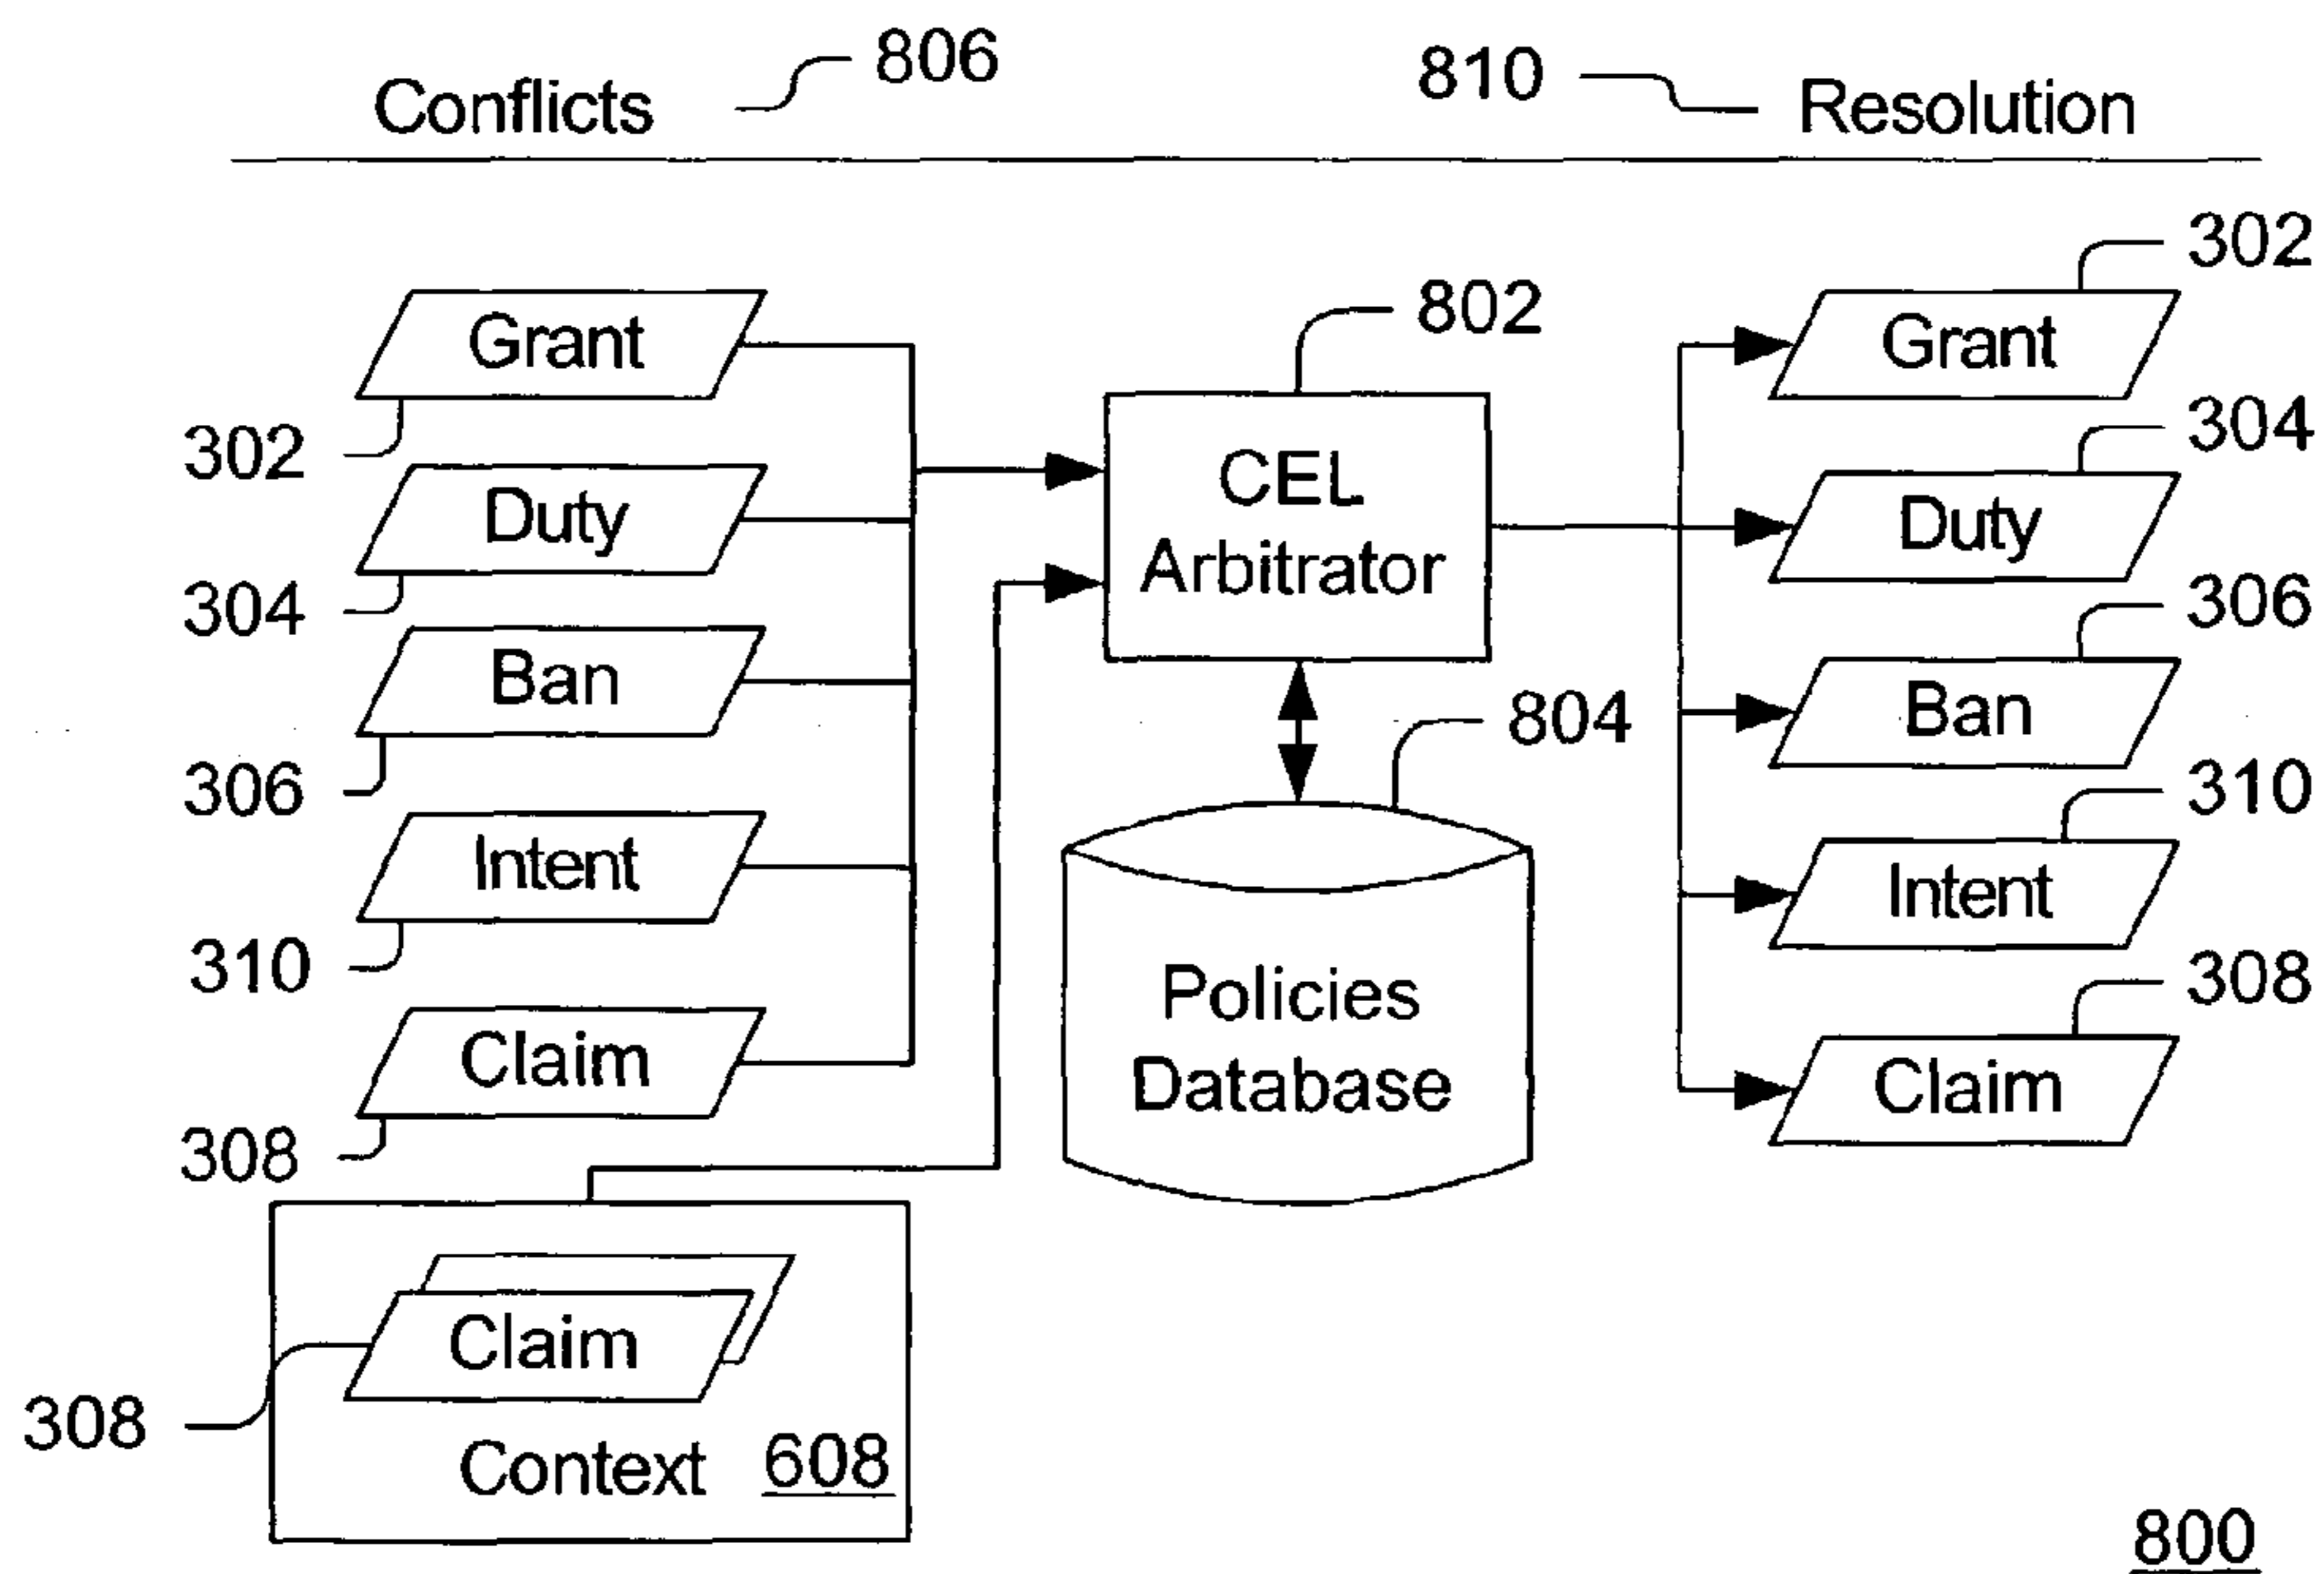 Conflicts
806
810
Resolution
Grant
302
Duty
304
Ban
306
Intent
310
Claim
308
Claim
308
Context 608
802
CEL
Arbitrator
804
Policies
Database
302
Grant
304
Duty
306
Ban
310
Intent
308
Claim
800